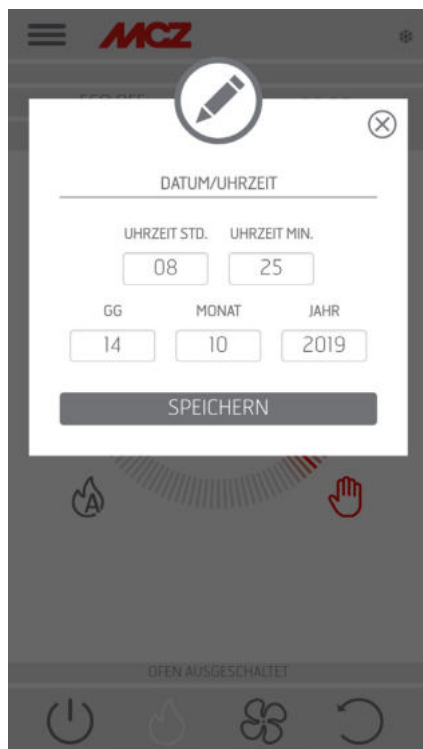 MCZ
DATUM/UHRZEIT
UHRZEIT STD. UHRZEIT MIN.
08 25
GG MONAT JAHR
14 10 2019
SPEICHERN
A
OFEN AUSGESCHALTET